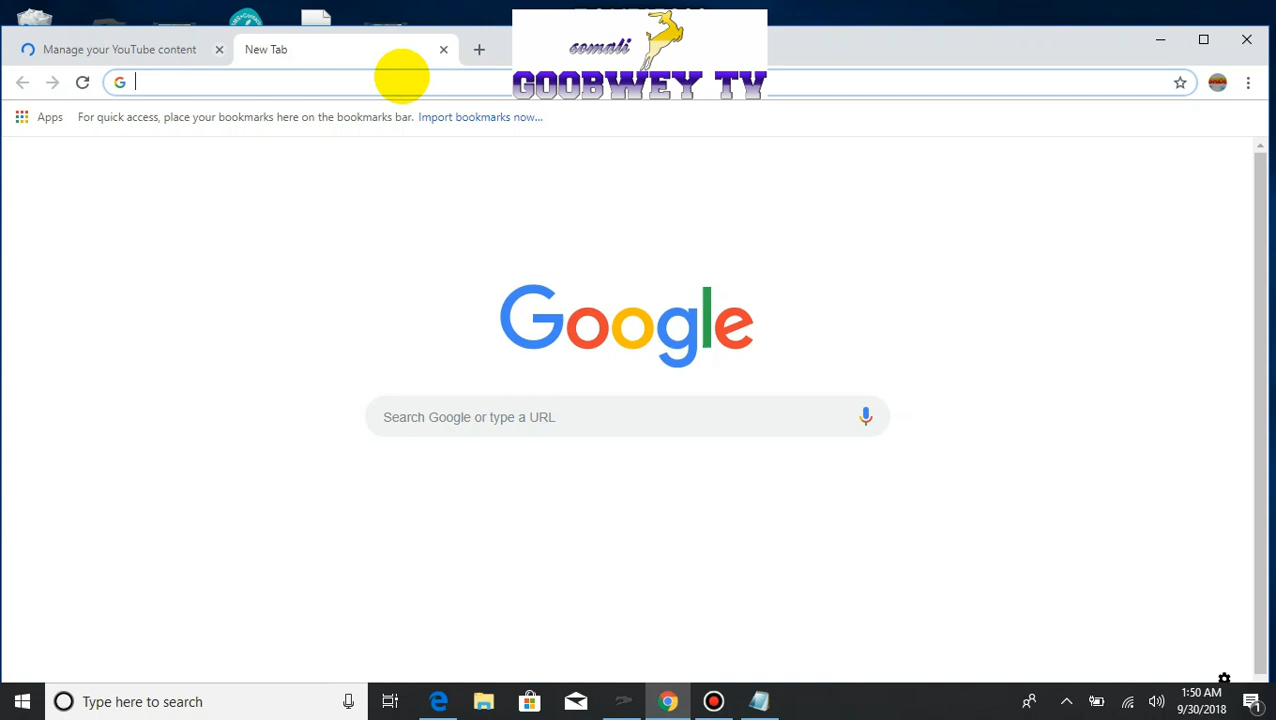 Manage your YouTube content
New Tab
somali
GOOBWEY TV
Apps
For quick access, place your bookmarks here on the bookmarks bar. Import bookmarks now...
Google
Search Google or type a URL
Type here to search
1:50 AM
9/30/2018
1